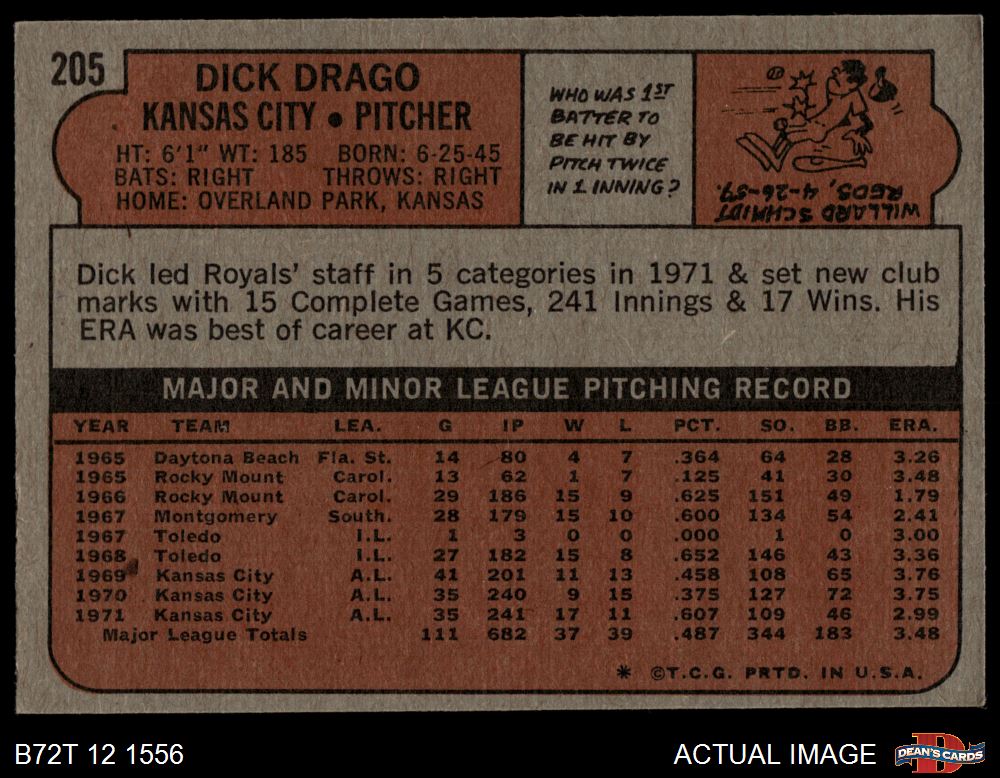 205
DICK DRAGO
KANSAS CITY • PITCHER
HT: 6'1" WT: 185 BORN: 6-25-45
BATS: RIGHT THROWS: RIGHT
HOME: OVERLAND PARK, KANSAS
WHO WAS 1ST
BATTER TO
BE HIT BY
PITCH TWICE
IN 1 INNING?
WILLARD SCHMIDT
REDS, 4-26-59.
Dick led Royals' staff in 5 categories in 1971 & set new club
marks with 15 Complete Games, 241 Innings & 17 Wins. His
ERA was best of career at KC.
MAJOR AND MINOR LEAGUE PITCHING RECORD
YEAR TEAM LEA. G IP W L PCT. SO. BB. ERA.
1965 Daytona Beach Fla. St. 14 80 4 7 .364 64 28 3.26
1965 Rocky Mount Carol. 13 62 1 7 .125 41 30 3.48
1966 Rocky Mount Carol. 29 186 15 9 .625 151 49 1.79
1967 Montgomery South. 28 179 15 10 .600 134 54 2.41
1967 Toledo I.L. 1 3 0 0 .000 1 0 3.00
1968 Toledo I.L. 27 182 15 8 .652 146 43 3.36
1969 Kansas City A.L. 41 201 11 13 .458 108 65 3.76
1970 Kansas City A.L. 35 240 9 15 .375 127 72 3.75
1971 Kansas City A.L. 35 241 17 11 .607 109 46 2.99
Major League Totals 111 682 37 39 .487 344 183 3.48
* ©T.C.G. PRTD. IN U.S.A.
B72T 12 1556
ACTUAL IMAGE
DEAN'S CARDS